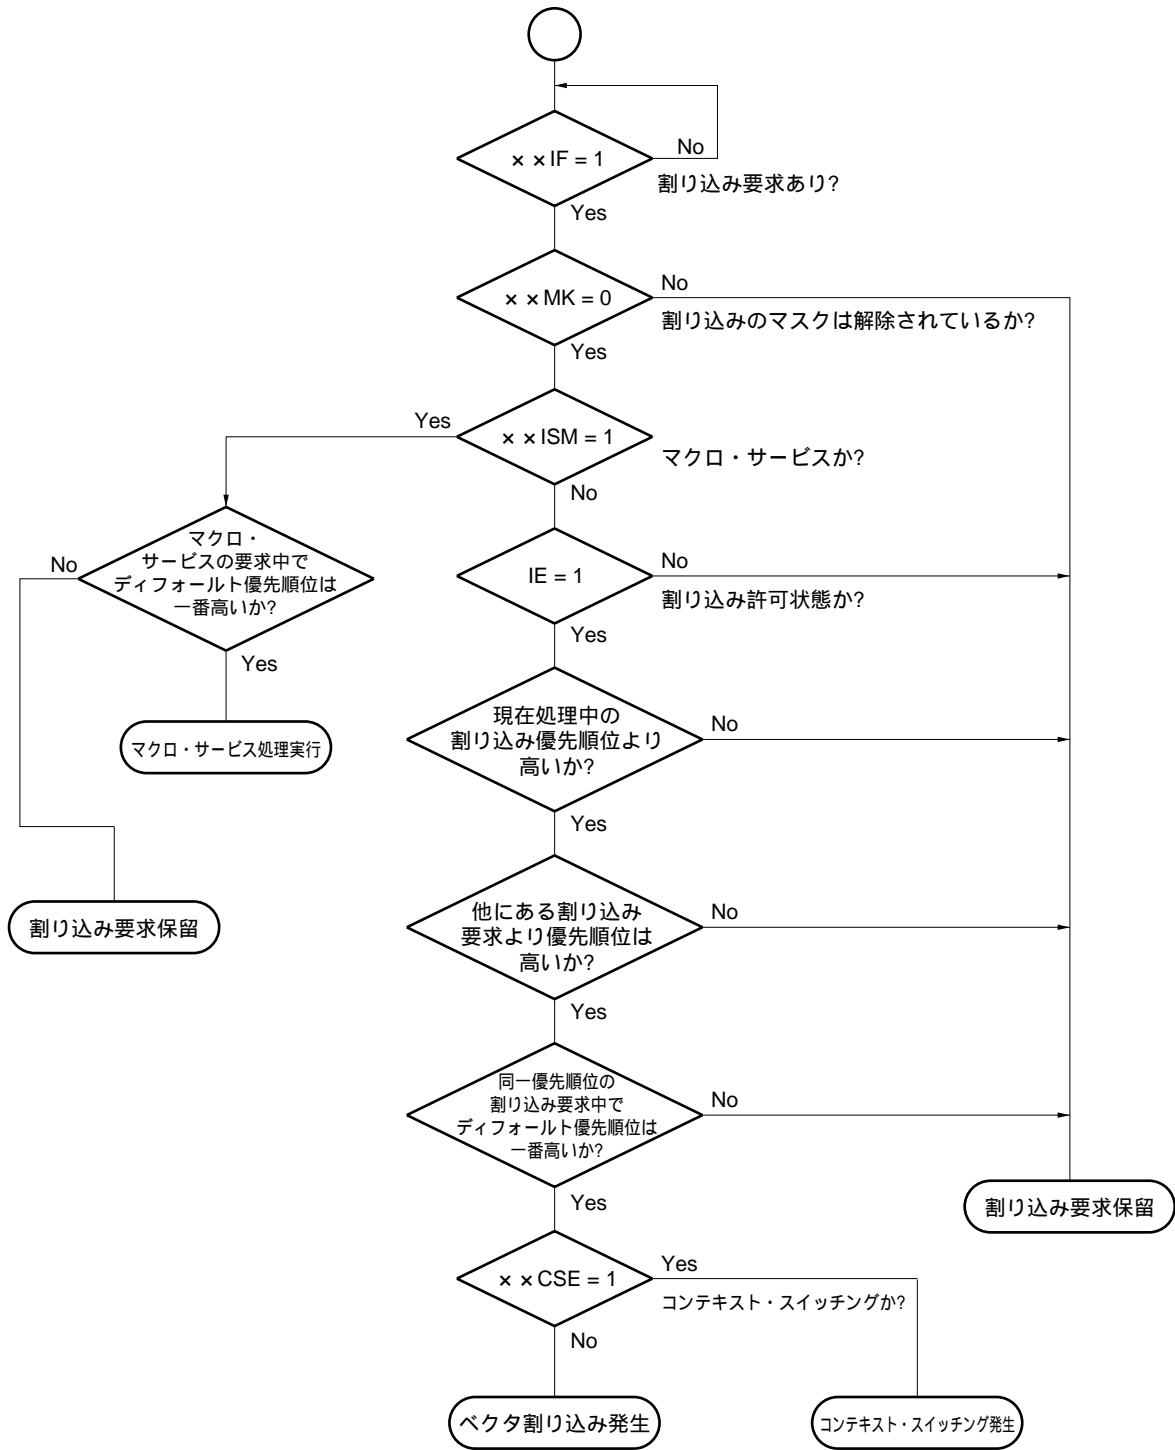 ××IF = 1
No
割り込み要求あり?
Yes
××MK = 0
No
割り込みのマスクは解除されているか?
Yes
Yes
××ISM = 1
マクロ・サービスか?
No
マクロ・
サービスの要求中で
ディフォールト優先順位は
一番高いか?
No
Yes
IE = 1
No
割り込み許可状態か?
Yes
マクロ・サービス処理実行
現在処理中の
割り込み優先順位より
高いか?
No
Yes
割り込み要求保留
他にある割り込み
要求より優先順位は
高いか?
No
Yes
同一優先順位の
割り込み要求中で
ディフォールト優先順位は
一番高いか?
No
Yes
割り込み要求保留
××CSE = 1
Yes
コンテキスト・スイッチングか?
No
ベクタ割り込み発生
コンテキスト・スイッチング発生